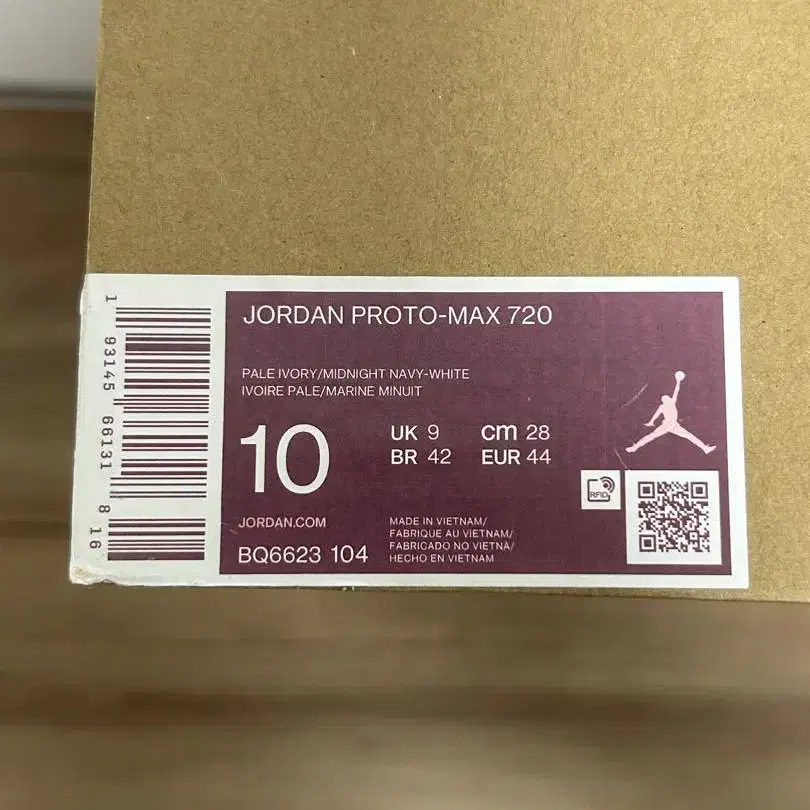 JORDAN PROTO-MAX 720
PALE IVORY/MIDNIGHT NAVY-WHITE
IVOIRE PALE/MARINE MINUIT
10
UK 9 cm 28
BR 42 EUR 44
RFID
JORDAN.COM
BQ6623 104
MADE IN VIETNAM/
FABRIQUE AU VIETNAM/
FABRICADO NO VIETNÃ/
HECHO EN VIETNAM
1 93145 66131 8 16